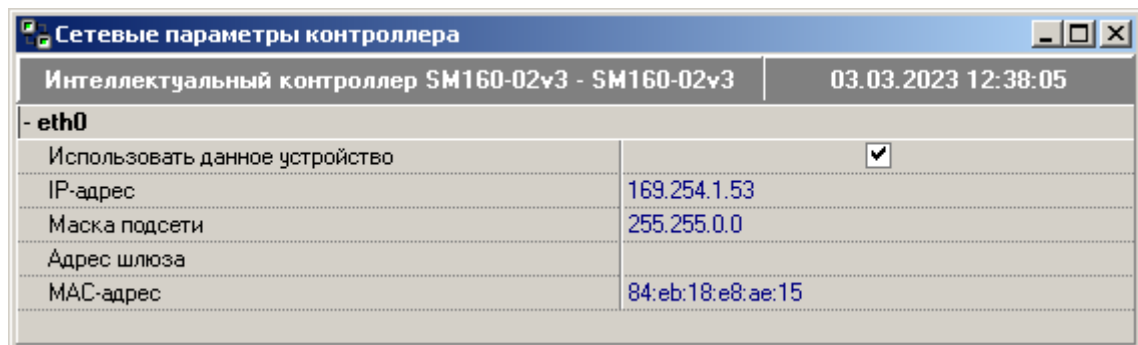 Сетевые параметры контроллера
Интеллектуальный контроллер SM160-02v3 - SM160-02v3 03.03.2023 12:38:05
- eth0
Использовать данное устройство
IP-адрес 169.254.1.53
Маска подсети 255.255.0.0
Адрес шлюза
MAC-адрес 84:eb:18:e8:ae:15